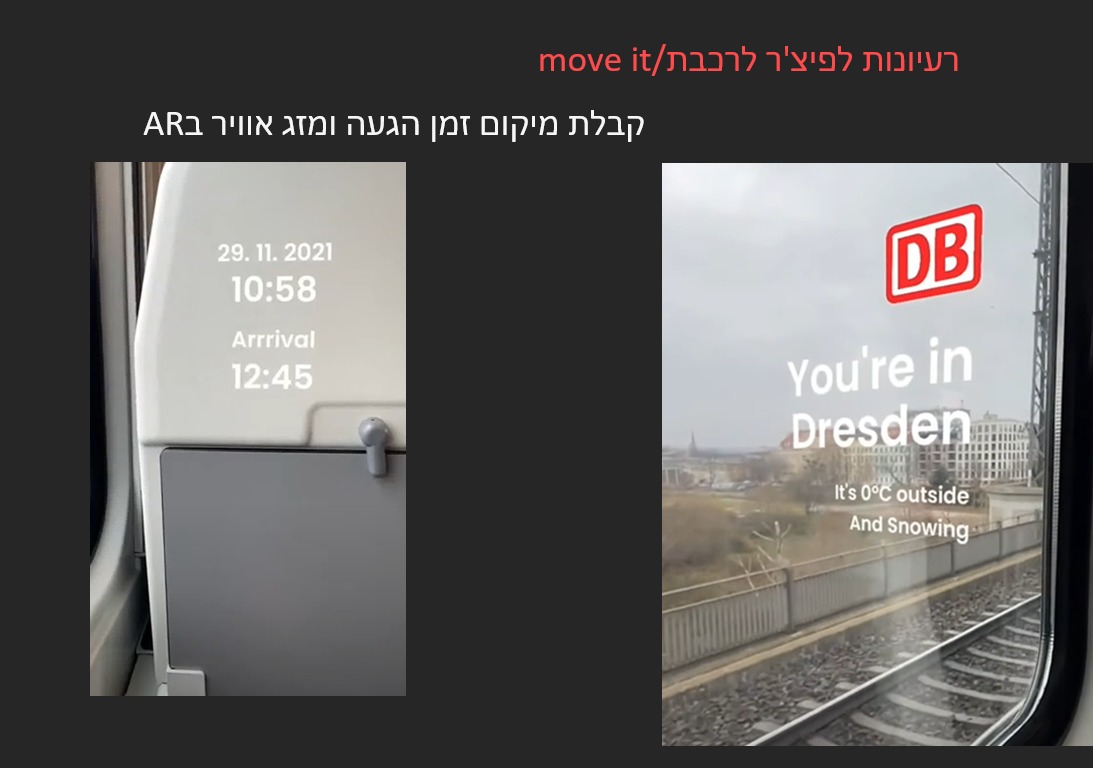 רעיונות לפיצ'ר לרכבת/move it
קבלת מיקום זמן הגעה ומזג אוויר בAR
29. 11. 2021
10:58
Arrrival
12:45
DB
You're in
Dresden
It's 0°C outside
And Snowing